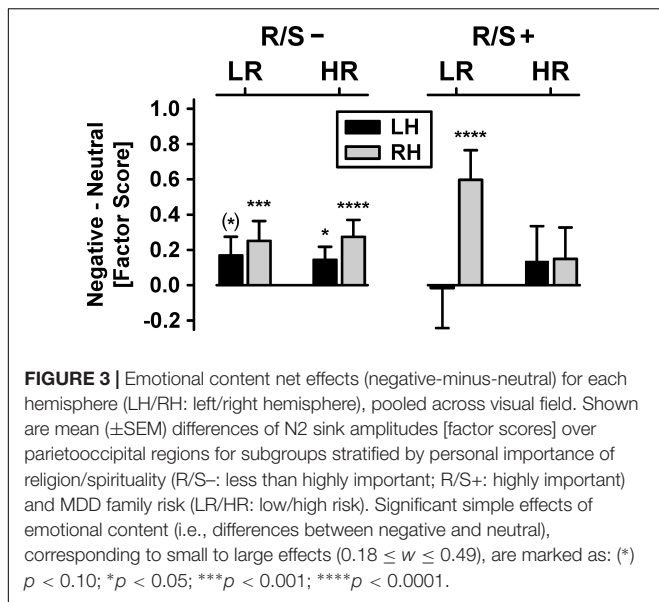 R/S – R/S +
LR HR LR HR
LH
RH
Negative - Neutral
[Factor Score]
1.0
0.8
0.6
0.4
0.2
0.0
-0.2
(*) *** * **** ****
FIGURE 3 | Emotional content net effects (negative-minus-neutral) for each
hemisphere (LH/RH: left/right hemisphere), pooled across visual field. Shown
are mean (±SEM) differences of N2 sink amplitudes [factor scores] over
parietooccipital regions for subgroups stratified by personal importance of
religion/spirituality (R/S–: less than highly important; R/S+: highly important)
and MDD family risk (LR/HR: low/high risk). Significant simple effects of
emotional content (i.e., differences between negative and neutral),
corresponding to small to large effects (0.18 ≤ w ≤ 0.49), are marked as: (*)
p < 0.10; *p < 0.05; ***p < 0.001; ****p < 0.0001.